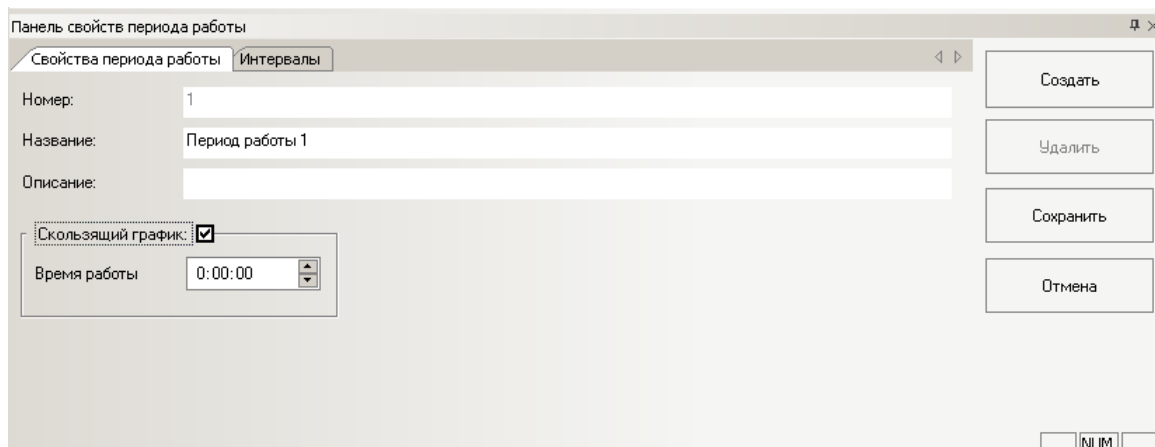 Панель свойств периода работы
Свойства периода работы
Интервалы
Номер:
1
Название:
Период работы 1
Описание:
Скользящий график:
Время работы
0:00:00
Создать
Удалить
Сохранить
Отмена
NUM